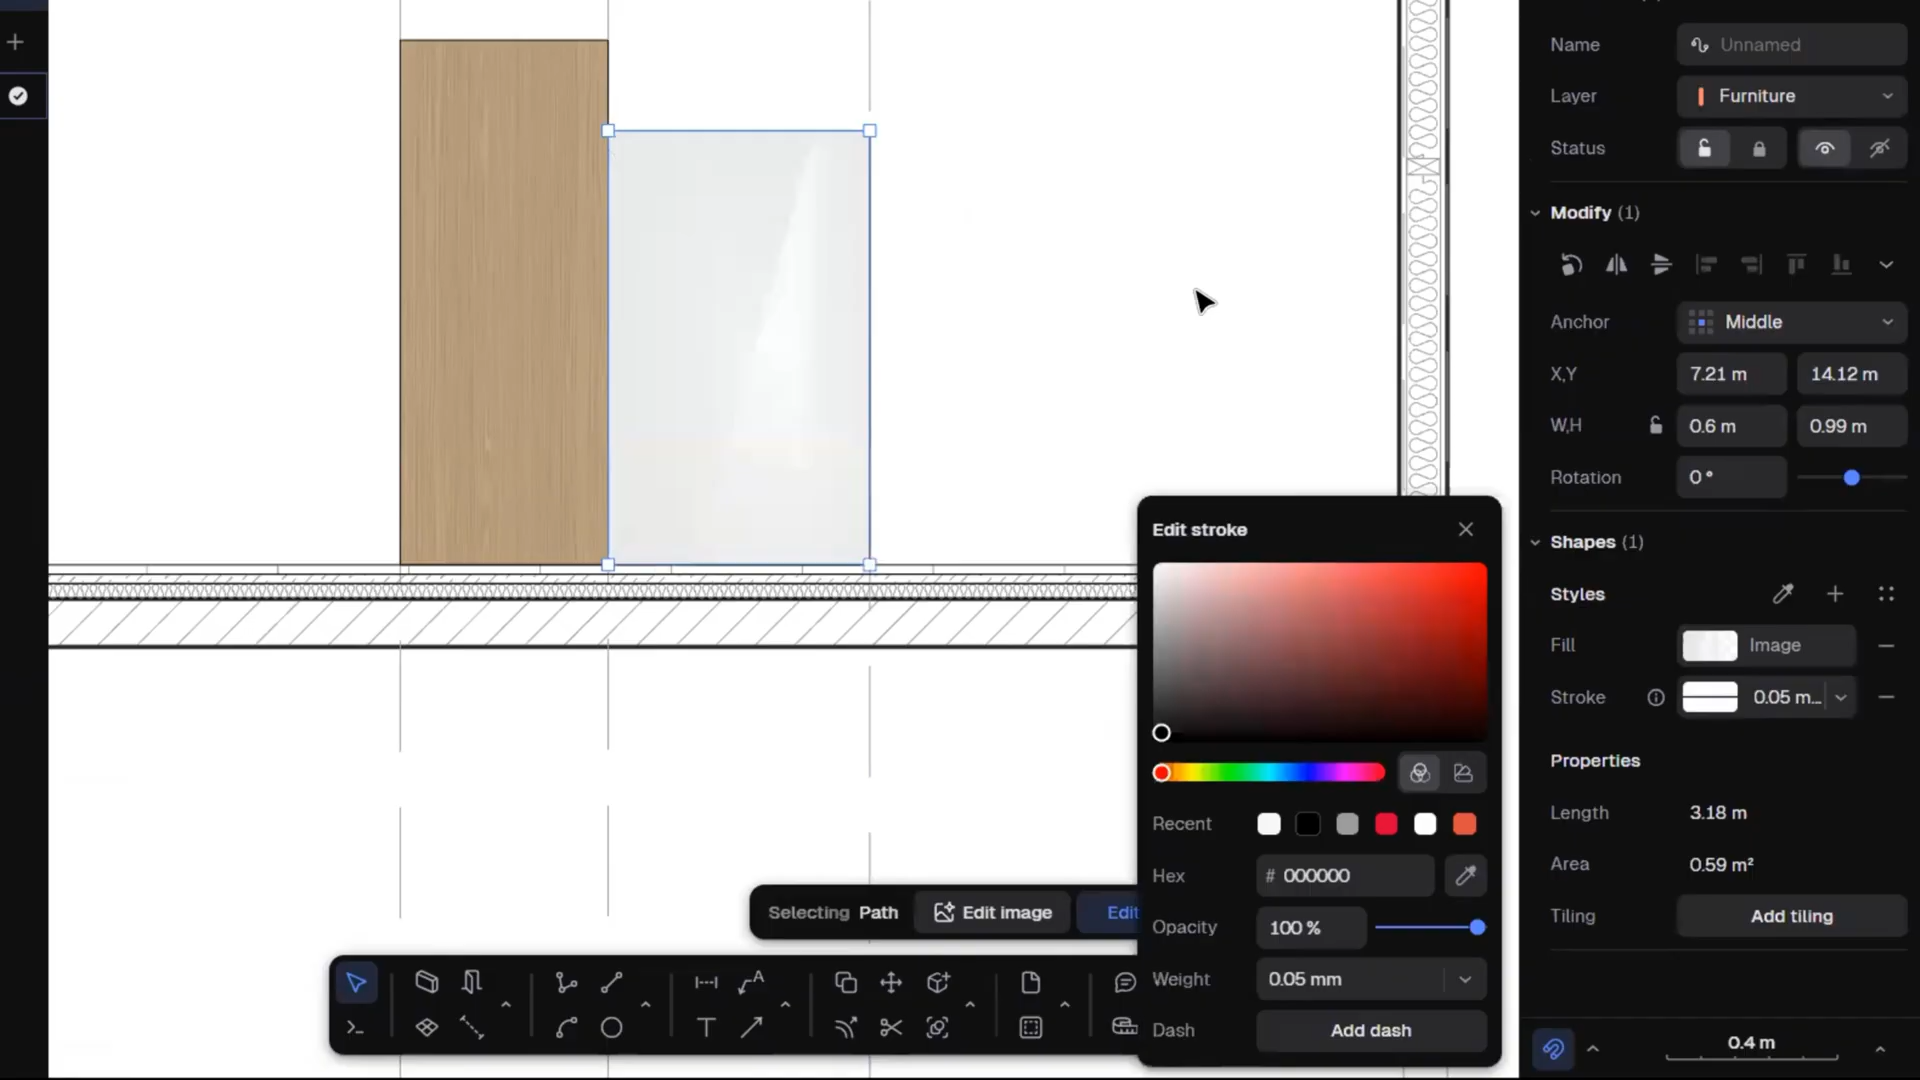 Name Unnamed
Layer Furniture
Status
Modify (1)
Anchor Middle
X,Y 7.21 m 14.12 m
W,H 0.6 m 0.99 m
Rotation 0 °
Shapes (1)
Styles
Fill Image
Stroke 0.05 m...
Properties
Length 3.18 m
Area 0.59 m²
Tiling Add tiling
0.4 m
Edit stroke
Recent
Hex # 000000
Opacity 100 %
Weight 0.05 mm
Dash Add dash
Selecting Path Edit image Edit